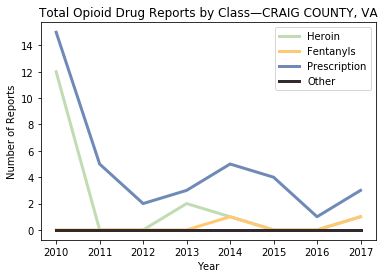 Total Opioid Drug Reports by Class—CRAIG COUNTY, VA
Heroin
Fentanyls
Prescription
Other
Number of Reports
14
12
10
8
6
4
2
0
2010 2011 2012 2013 2014 2015 2016 2017
Year